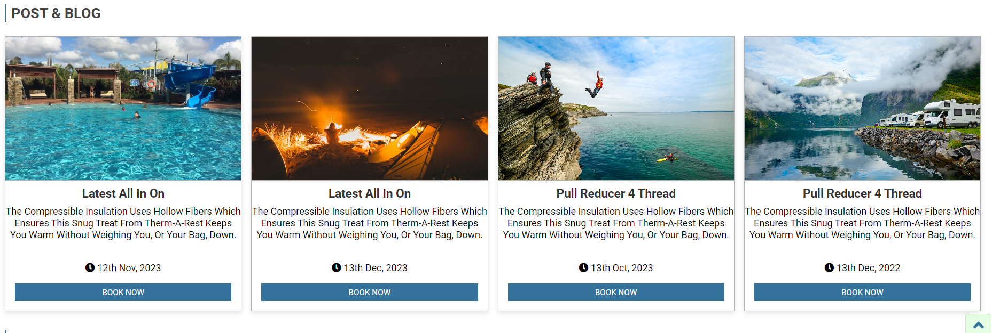 POST & BLOG
Latest All In On
The Compressible Insulation Uses Hollow Fibers Which
Ensures This Snug Treat From Therm-A-Rest Keeps
You Warm Without Weighing You, Or Your Bag, Down.
12th Nov, 2023
BOOK NOW
Latest All In On
The Compressible Insulation Uses Hollow Fibers Which
Ensures This Snug Treat From Therm-A-Rest Keeps
You Warm Without Weighing You, Or Your Bag, Down.
13th Dec, 2023
BOOK NOW
Pull Reducer 4 Thread
The Compressible Insulation Uses Hollow Fibers Which
Ensures This Snug Treat From Therm-A-Rest Keeps
You Warm Without Weighing You, Or Your Bag, Down.
13th Oct, 2023
BOOK NOW
Pull Reducer 4 Thread
The Compressible Insulation Uses Hollow Fibers Which
Ensures This Snug Treat From Therm-A-Rest Keeps
You Warm Without Weighing You, Or Your Bag, Down.
13th Dec, 2022
BOOK NOW